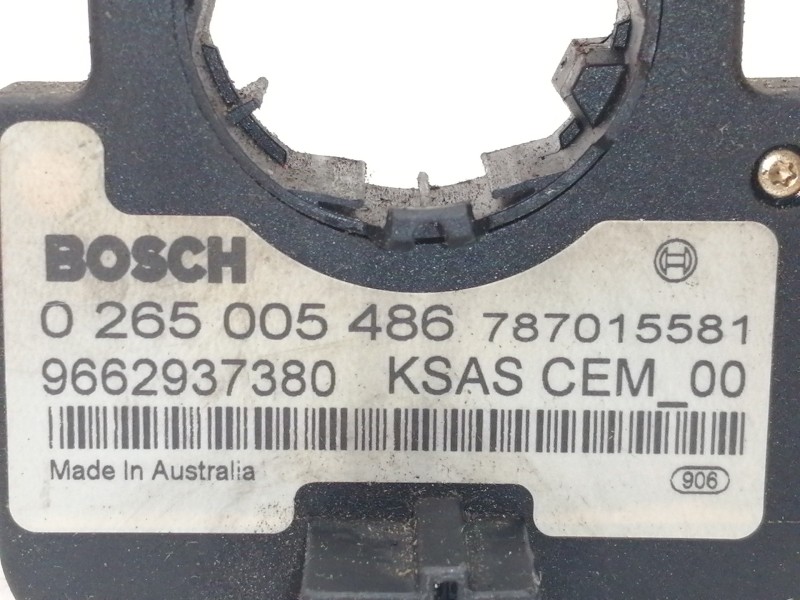 BOSCH
0 265 005 486 787015581
9662937380 KSAS CEM_00
Made In Australia
906